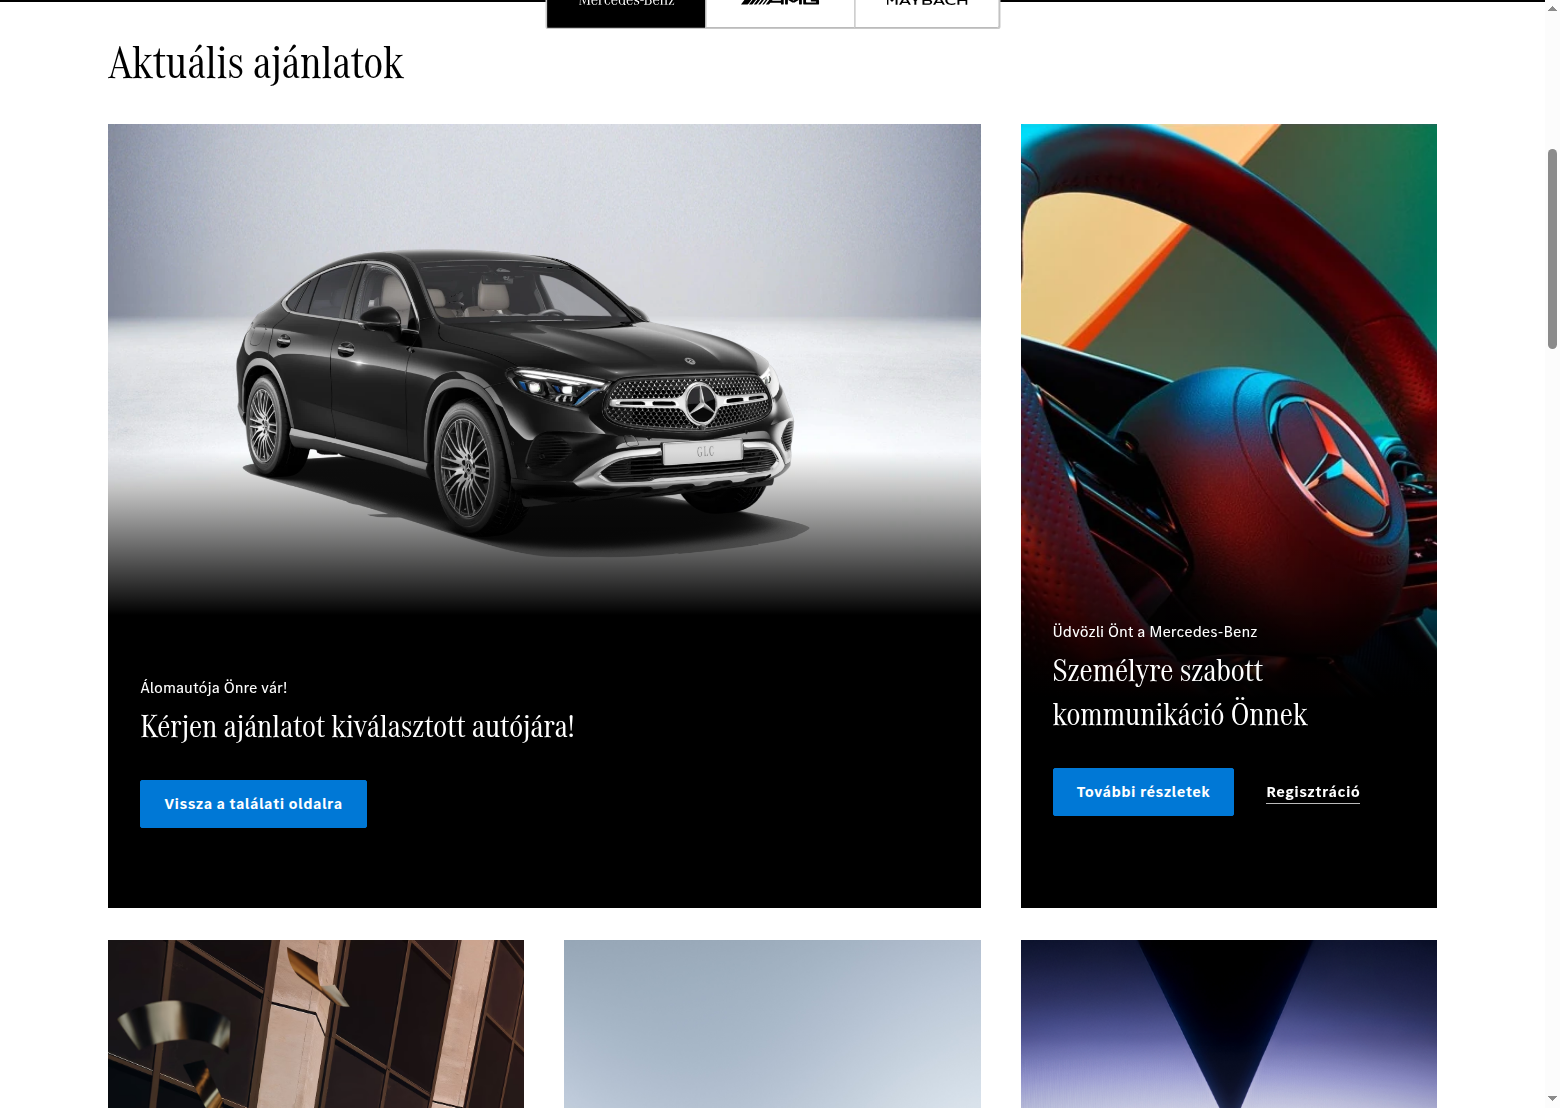 Mercedes-Benz
AMG
MAYBACH
Aktuális ajánlatok
GLC
Álomautója Önre vár!
Kérjen ajánlatot kiválasztott autójára!
Vissza a találati oldalra
Üdvözli Önt a Mercedes-Benz
Személyre szabott
kommunikáció Önnek
További részletek
Regisztráció